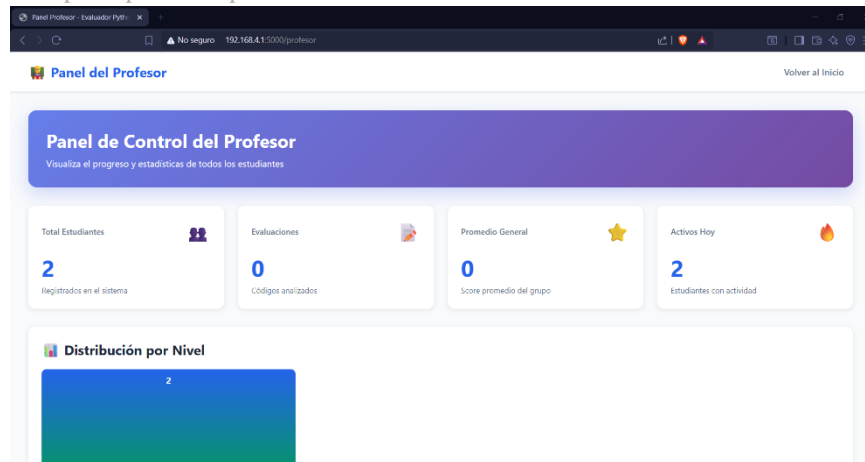 Panel Profesor - Evaluador Pytho
No seguro 192.168.4.1:5000/profesor
Panel del Profesor
Volver al Inicio
Panel de Control del Profesor
Visualiza el progreso y estadísticas de todos los estudiantes
Total Estudiantes
2
Registrados en el sistema
Evaluaciones
0
Códigos analizados
Promedio General
0
Score promedio del grupo
Activos Hoy
2
Estudiantes con actividad
Distribución por Nivel
2